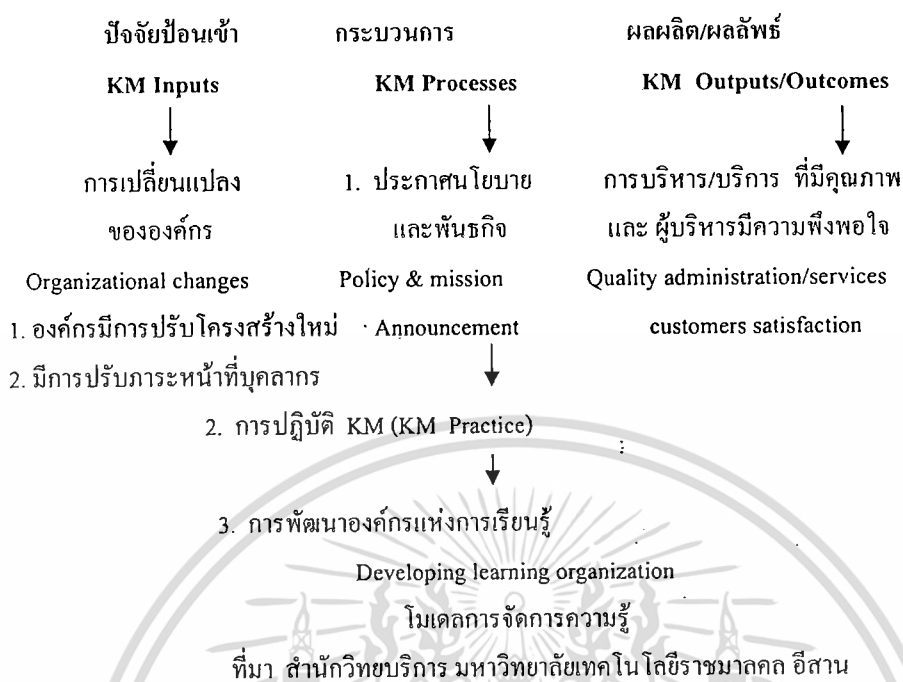 ปัจจัยป้อนเข้า กระบวนการ ผลผลิต/ผลลัพธ์
KM Inputs KM Processes KM Outputs/Outcomes
การเปลี่ยนแปลง 1. ประกาศนโยบาย การบริหาร/บริการ ที่มีคุณภาพ
ขององค์กร และพันธกิจ และ ผู้บริหารมีความพึงพอใจ
Organizational changes Policy & mission Quality administration/services
1. องค์กรมีการปรับโครงสร้างใหม่ Announcement customers satisfaction
2. มีการปรับภาระหน้าที่บุคลากร
2. การปฏิบัติ KM (KM Practice)
3. การพัฒนาองค์กรแห่งการเรียนรู้
Developing learning organization
โมเดลการจัดการความรู้
ที่มา สำนักวิทยบริการ มหาวิทยาลัยเทคโนโลยีราชมาลคล อีสาน